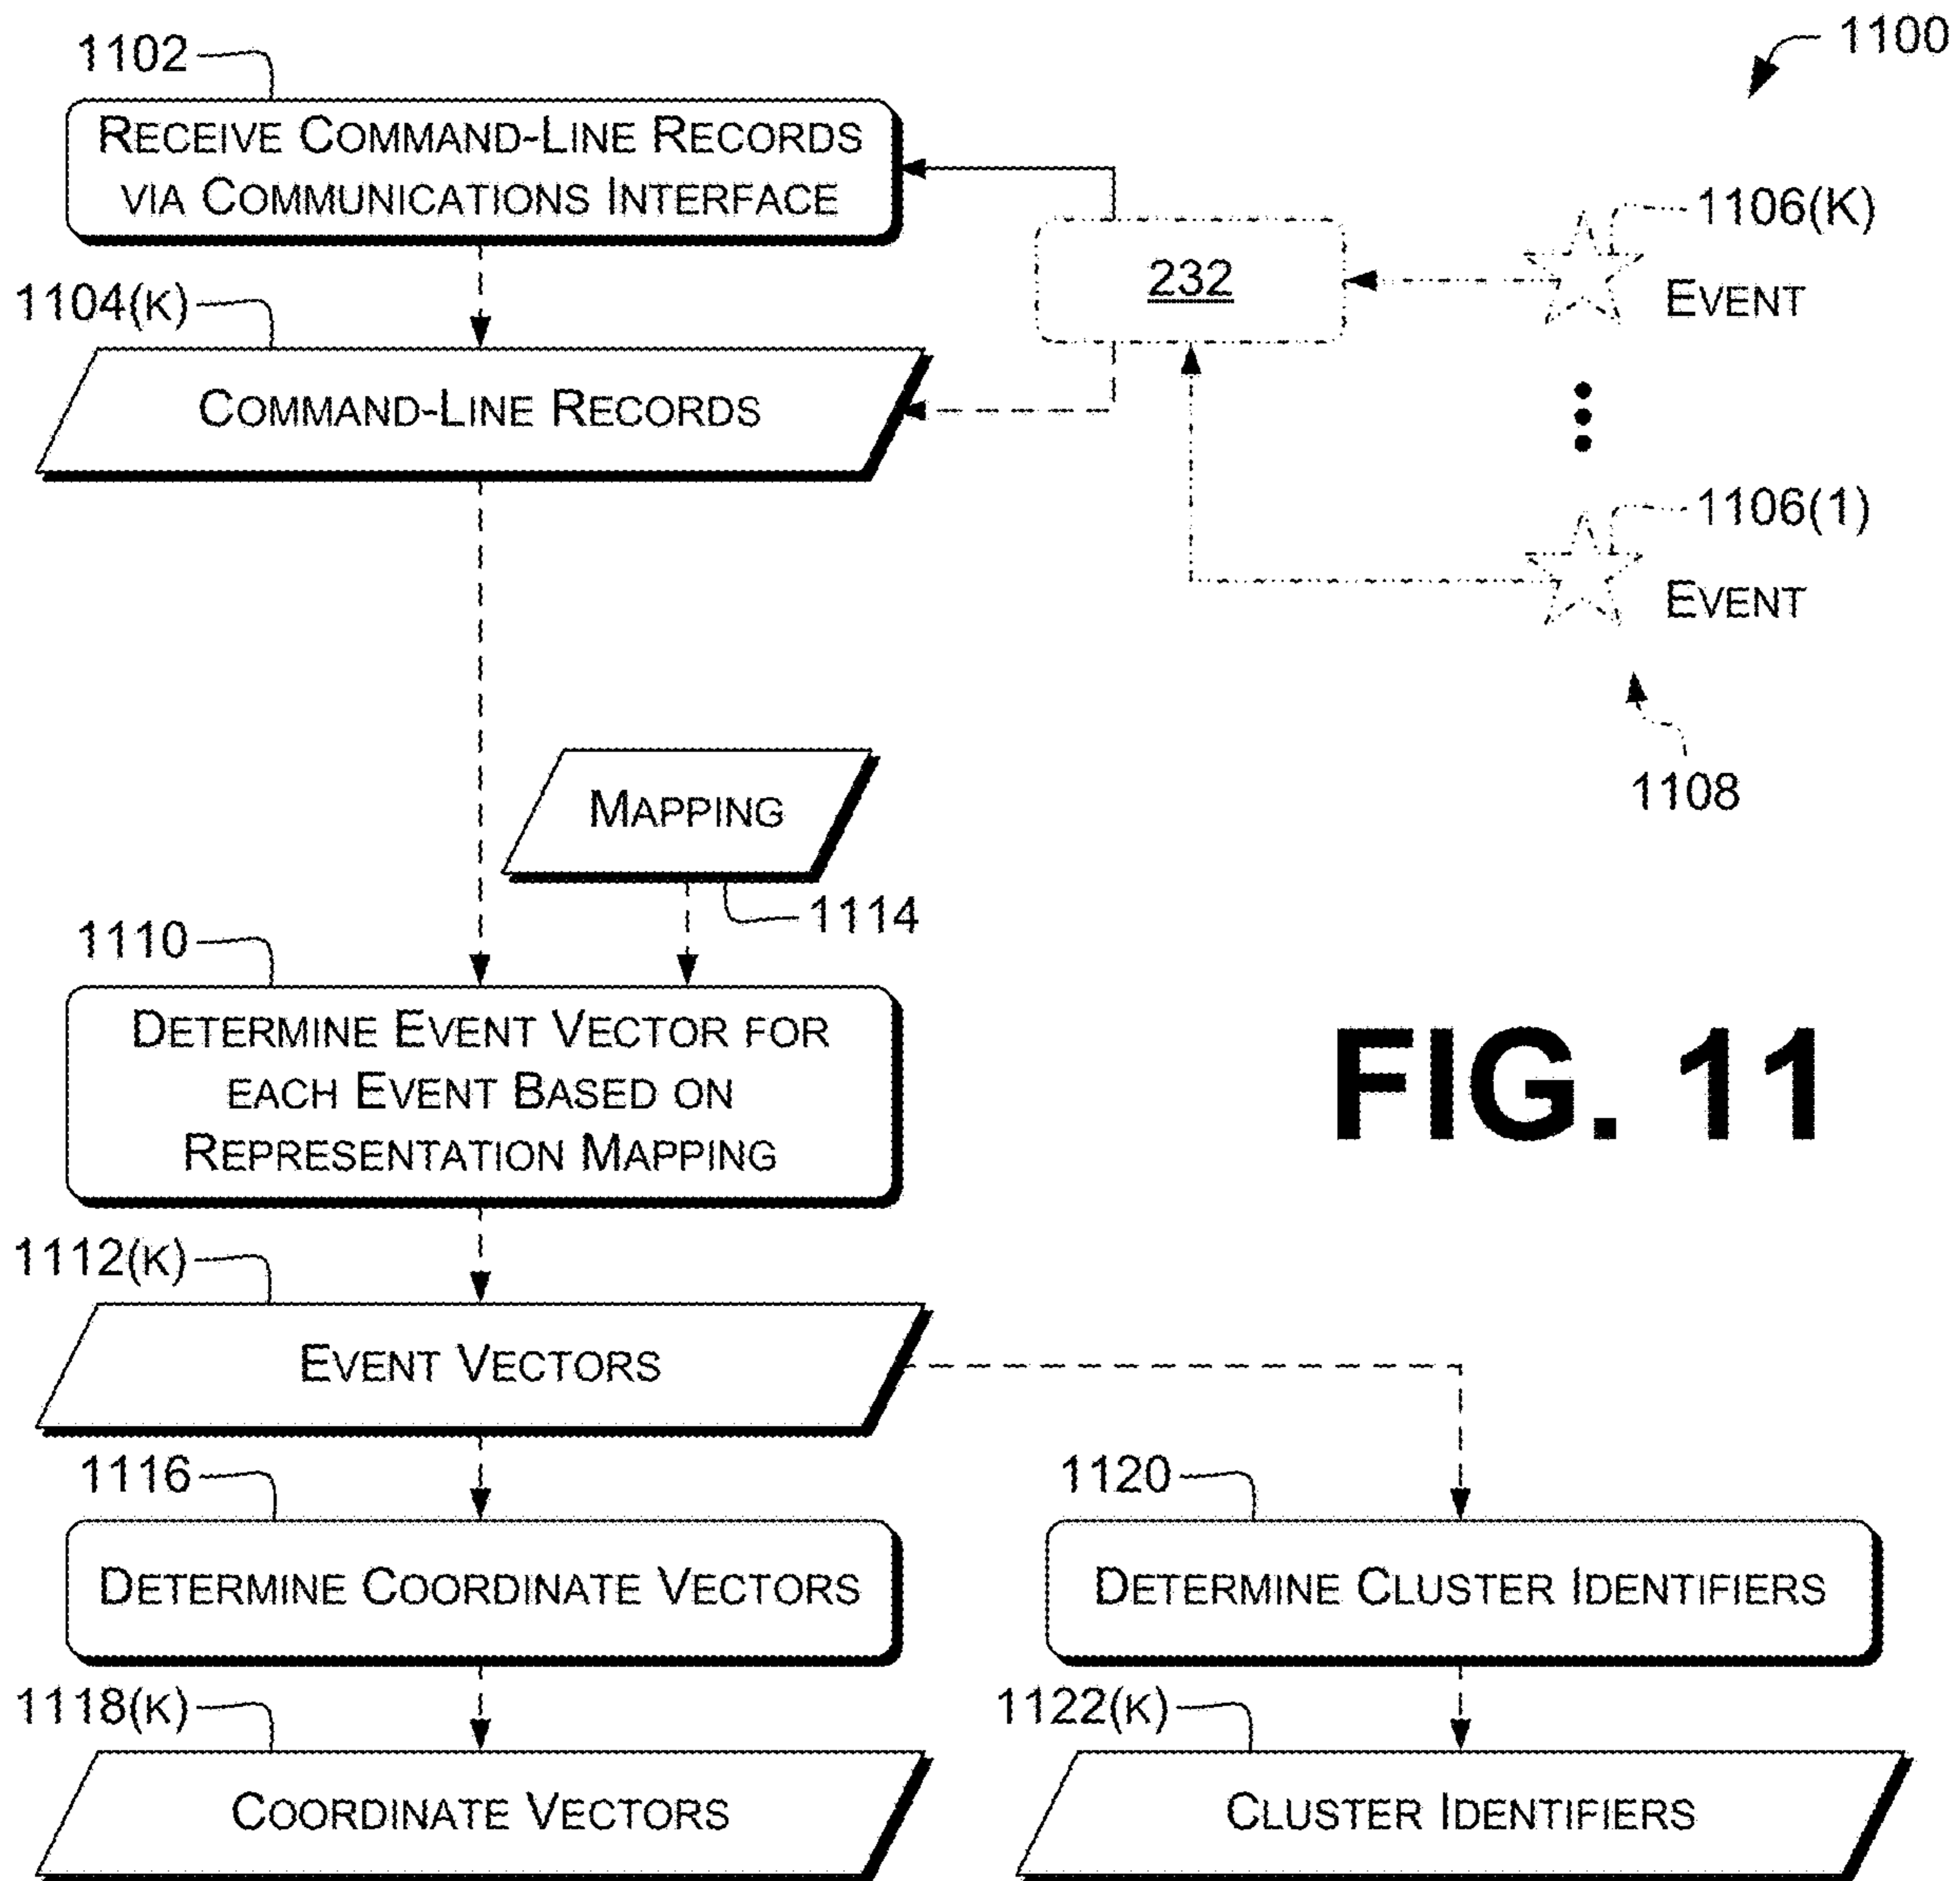 1100
1102
RECEIVE COMMAND-LINE RECORDS
VIA COMMUNICATIONS INTERFACE
1106(K)
232
EVENT
1104(K)
COMMAND-LINE RECORDS
1106(1)
EVENT
1108
MAPPING
1114
1110
DETERMINE EVENT VECTOR FOR
EACH EVENT BASED ON
REPRESENTATION MAPPING
FIG. 11
1112(K)
EVENT VECTORS
1116
DETERMINE COORDINATE VECTORS
1120
DETERMINE CLUSTER IDENTIFIERS
1118(K)
COORDINATE VECTORS
1122(K)
CLUSTER IDENTIFIERS